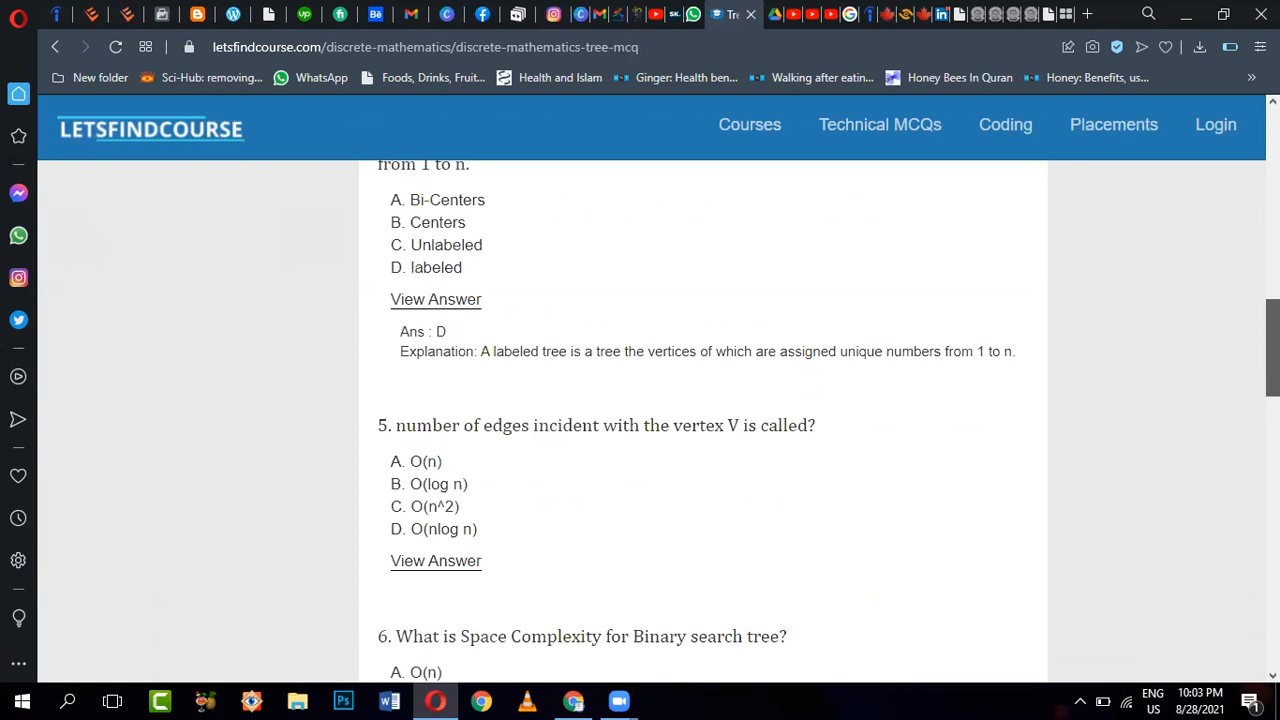 Tre
SK.
letsfindcourse.com/discrete-mathematics/discrete-mathematics-tree-mcq
New folder
Sci-Hub: removing...
WhatsApp
Foods, Drinks, Fruit...
Health and Islam
Ginger: Health ben...
Walking after eatin...
Honey Bees In Quran
Honey: Benefits, us...
LETSFINDCOURSE
Courses
Technical MCQs
Coding
Placements
Login
from 1 to n.
A. Bi-Centers
B. Centers
C. Unlabeled
D. labeled
View Answer
Ans : D
Explanation: A labeled tree is a tree the vertices of which are assigned unique numbers from 1 to n.
5. number of edges incident with the vertex V is called?
A. O(n)
B. O(log n)
C. O(n^2)
D. O(nlog n)
View Answer
6. What is Space Complexity for Binary search tree?
A. O(n)
ENG
US
10:03 PM
8/28/2021